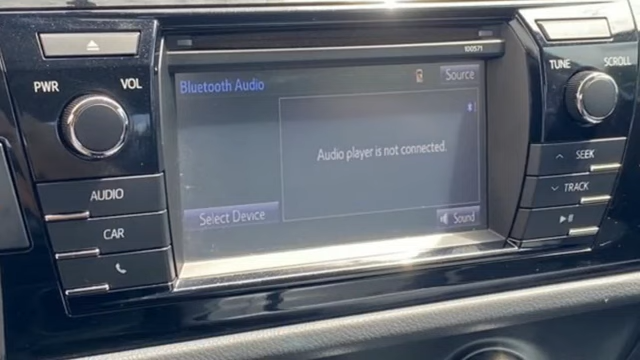 100571
PWR
VOL
Bluetooth Audio
Source
TUNE
SCROLL
Audio player is not connected.
SEEK
TRACK
AUDIO
CAR
Select Device
Sound